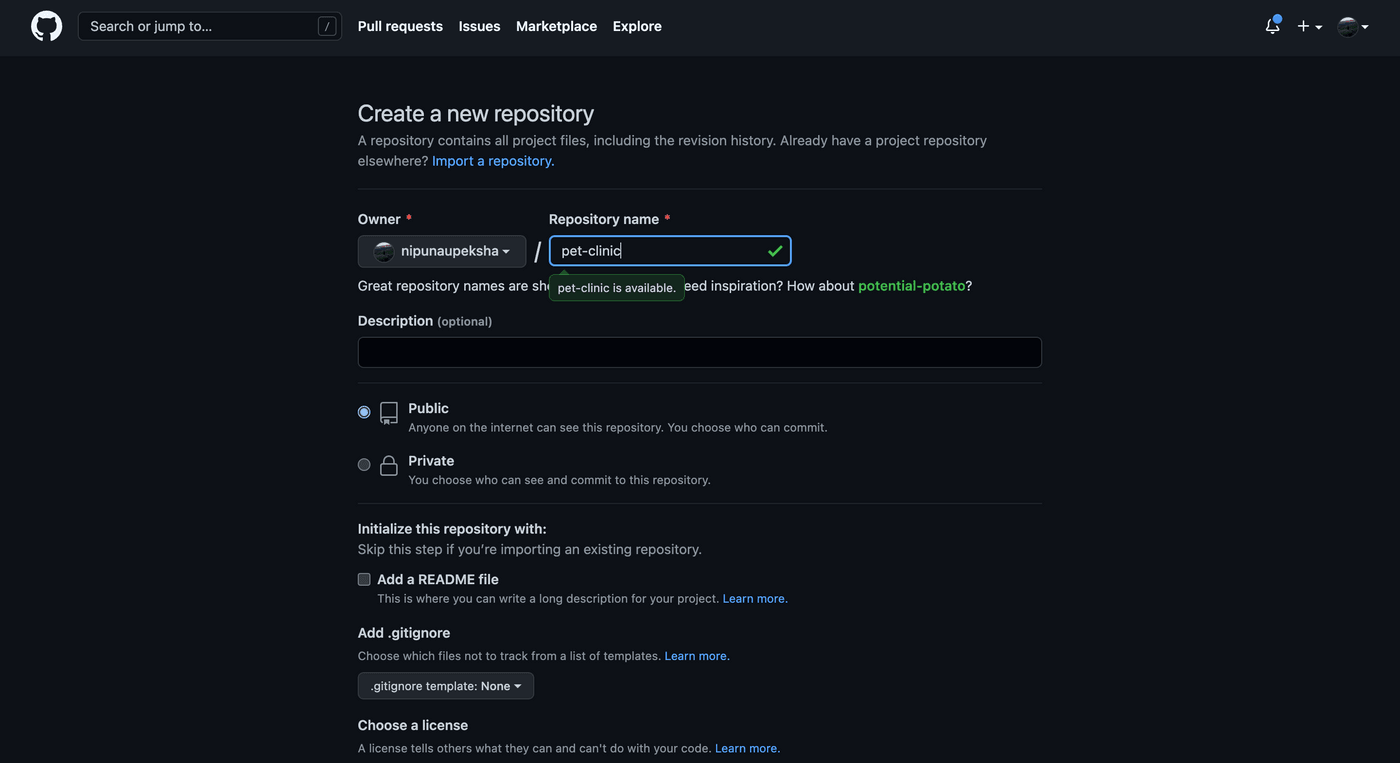 Search or jump to... /
Pull requests Issues Marketplace Explore
Create a new repository
A repository contains all project files, including the revision history. Already have a project repository
elsewhere? Import a repository.
Owner * Repository name *
nipunaupeksha / pet-clinic
Great repository names are sh eed inspiration? How about potential-potato?
pet-clinic is available.
Description (optional)
Public
Anyone on the internet can see this repository. You choose who can commit.
Private
You choose who can see and commit to this repository.
Initialize this repository with:
Skip this step if you’re importing an existing repository.
Add a README file
This is where you can write a long description for your project. Learn more.
Add .gitignore
Choose which files not to track from a list of templates. Learn more.
.gitignore template: None
Choose a license
A license tells others what they can and can't do with your code. Learn more.